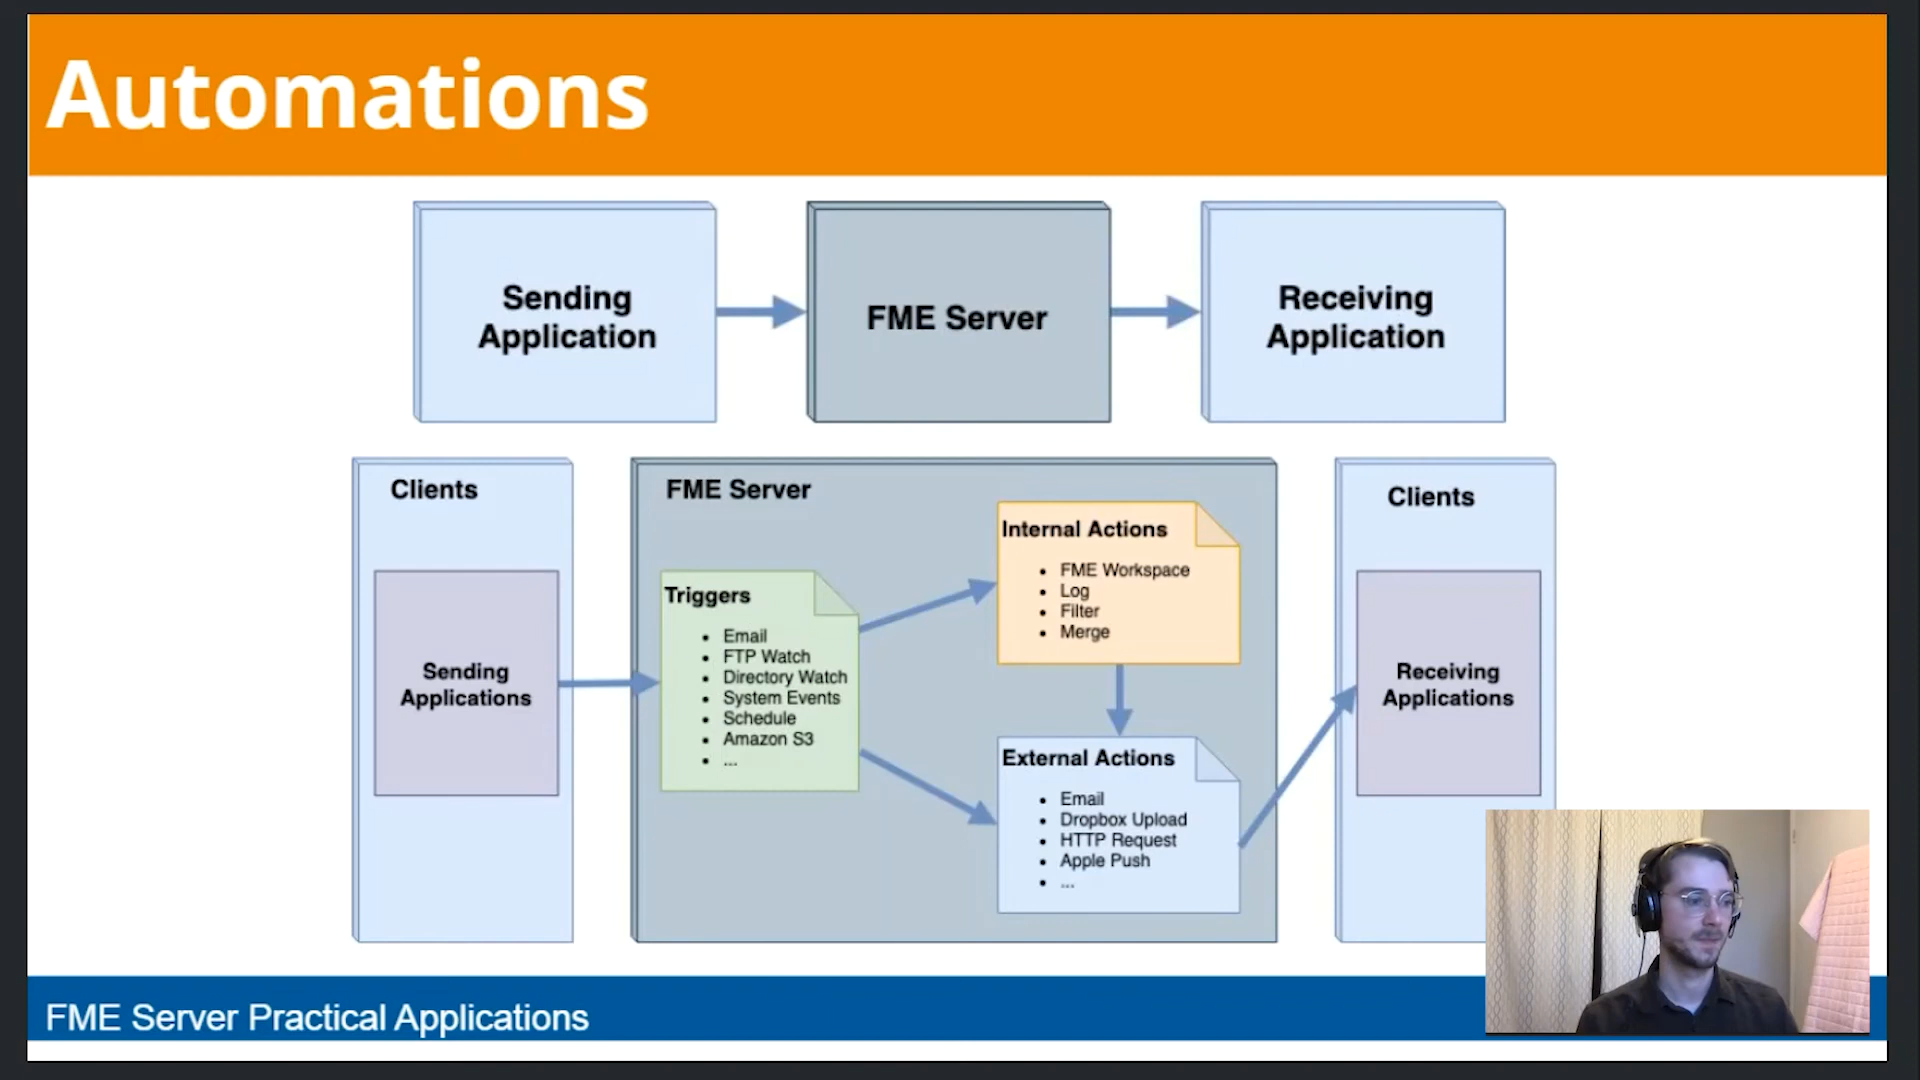 Automations
Sending
Application
FME Server
Receiving
Application
Clients
Sending
Applications
FME Server
Triggers
• Email
• FTP Watch
• Directory Watch
• System Events
• Schedule
• Amazon S3
• ...
Internal Actions
• FME Workspace
• Log
• Filter
• Merge
External Actions
• Email
• Dropbox Upload
• HTTP Request
• Apple Push
• ...
Clients
Receiving
Applications
FME Server Practical Applications